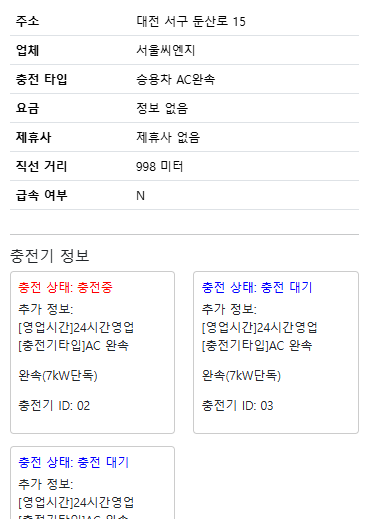 주소 대전 서구 둔산로 15
업체 서울씨엔지
충전 타입 승용차 AC완속
요금 정보 없음
제휴사 제휴사 없음
직선 거리 998 미터
급속 여부 N
충전기 정보
충전 상태: 충전중
추가 정보:
[영업시간]24시간영업
[충전기타입]AC 완속
완속(7kW단독)
충전기 ID: 02
충전 상태: 충전 대기
추가 정보:
[영업시간]24시간영업
[충전기타입]AC 완속
완속(7kW단독)
충전기 ID: 03
충전 상태: 충전 대기
추가 정보:
[영업시간]24시간영업
[충전기타입]AC 완속